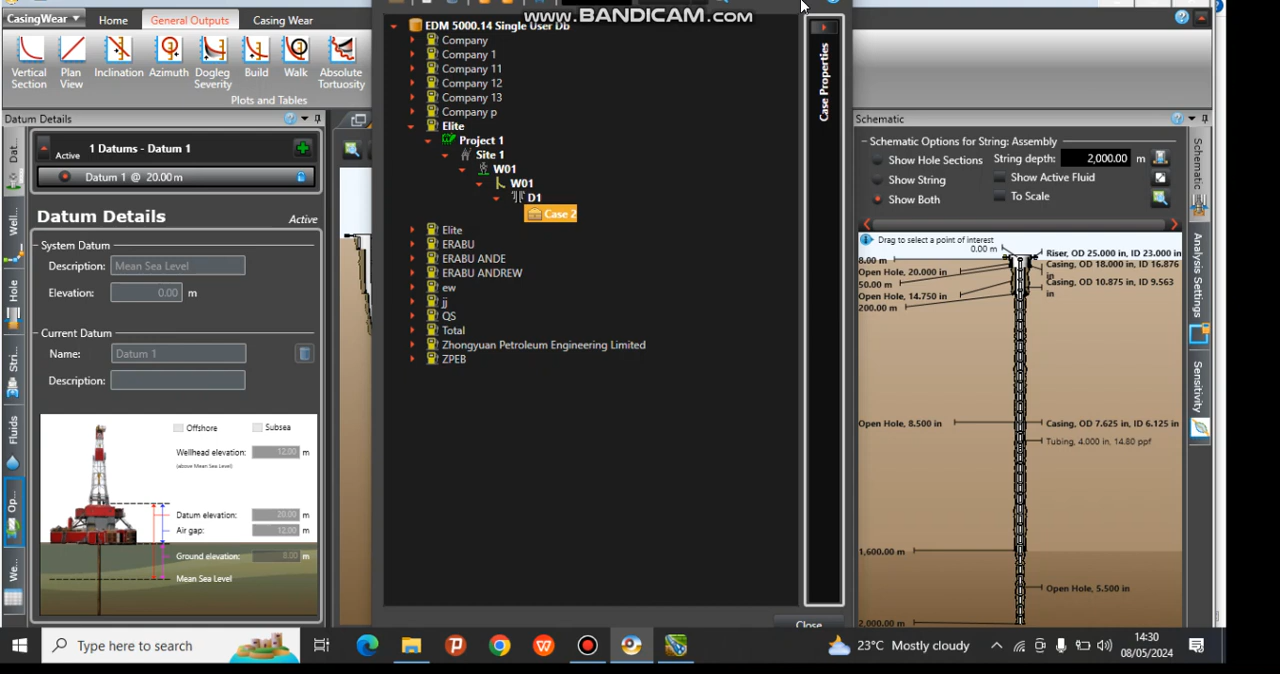 CasingWear
Home
General Outputs
Casing Wear
Vertical Section
Plan View
Inclination
Azimuth
Dogleg Severity
Build
Walk
Absolute Tortuosity
Plots and Tables
Datum Details
Active
1 Datums - Datum 1
Datum 1 @ 20.00 m
Datum Details
Active
System Datum
Description: Mean Sea Level
Elevation: 0.00 m
Current Datum
Name: Datum 1
Description:
Offshore
Subsea
Wellhead elevation: 12.00 m
(above Mean Sea Level)
Datum elevation: 20.00 m
Air gap: 12.00 m
Ground elevation: 8.00 m
Mean Sea Level
Dat...
Well...
Hole
Stri...
Fluids
Op...
We...
www.BANDICAM.com
EDM 5000.14 Single User Db
Company
Company 1
Company 11
Company 12
Company 13
Company p
Elite
Project 1
Site 1
W01
W01
D1
Case 2
Elite
ERABU
ERABU ANDE
ERABU ANDREW
ew
jj
QS
Total
Zhongyuan Petroleum Engineering Limited
ZPEB
Close
Case Properties
Schematic
Schematic Options for String: Assembly
Show Hole Sections
Show String
Show Both
String depth: 2,000.00 m
Show Active Fluid
To Scale
Drag to select a point of interest
0.00 m
8.00 m
Riser, OD 25.000 in, ID 23.000 in
Casing, OD 18.000 in, ID 16.876 in
Open Hole, 20.000 in
50.00 m
Casing, OD 10.875 in, ID 9.563 in
Open Hole, 14.750 in
200.00 m
Open Hole, 8.500 in
Casing, OD 7.625 in, ID 6.125 in
Tubing, 4.000 in, 14.80 ppf
1,600.00 m
Open Hole, 5.500 in
2,000.00 m
Schematic
Analysis Settings
Sensitivity
Type here to search
23°C Mostly cloudy
14:30
08/05/2024